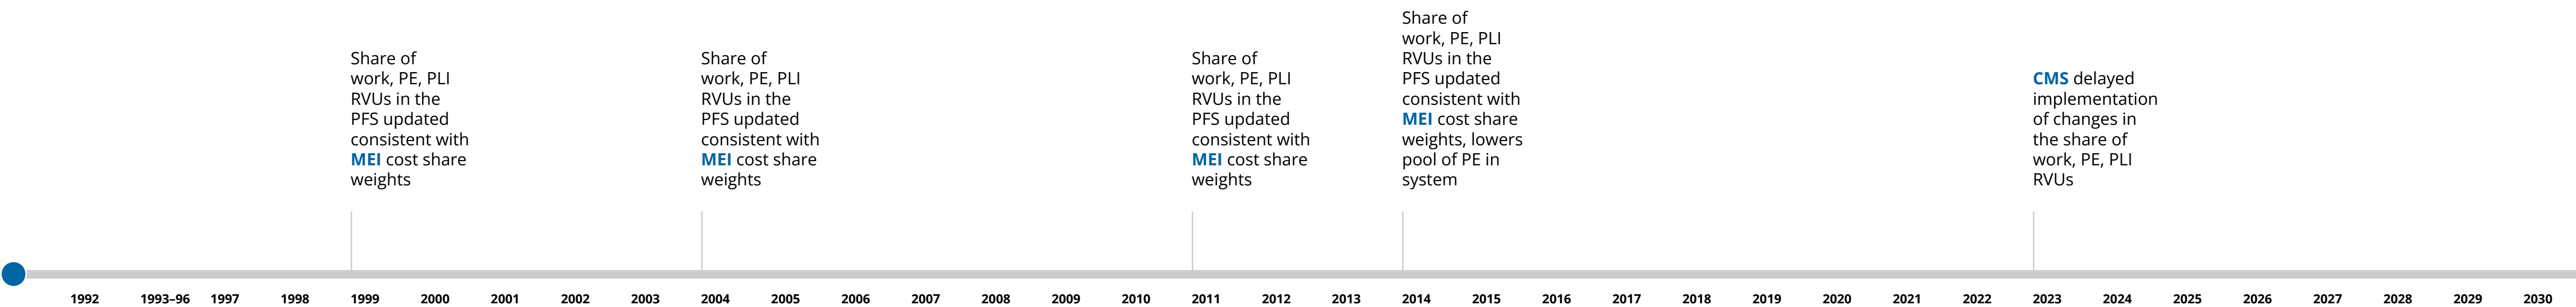 Share of
work, PE, PLI
RVUs in the
PFS updated
consistent with
MEI cost share
weights
Share of
work, PE, PLI
RVUs in the
PFS updated
consistent with
MEI cost share
weights
Share of
work, PE, PLI
RVUs in the
PFS updated
consistent with
MEI cost share
weights
Share of
work, PE, PLI
RVUs in the
PFS updated
consistent with
MEI cost share
weights, lowers
pool of PE in
system
CMS delayed
implementation
of changes in
the share of
work, PE, PLI
RVUs
1992 1993–96 1997 1998 1999 2000 2001 2002 2003 2004 2005 2006 2007 2008 2009 2010 2011 2012 2013 2014 2015 2016 2017 2018 2019 2020 2021 2022 2023 2024 2025 2026 2027 2028 2029 2030